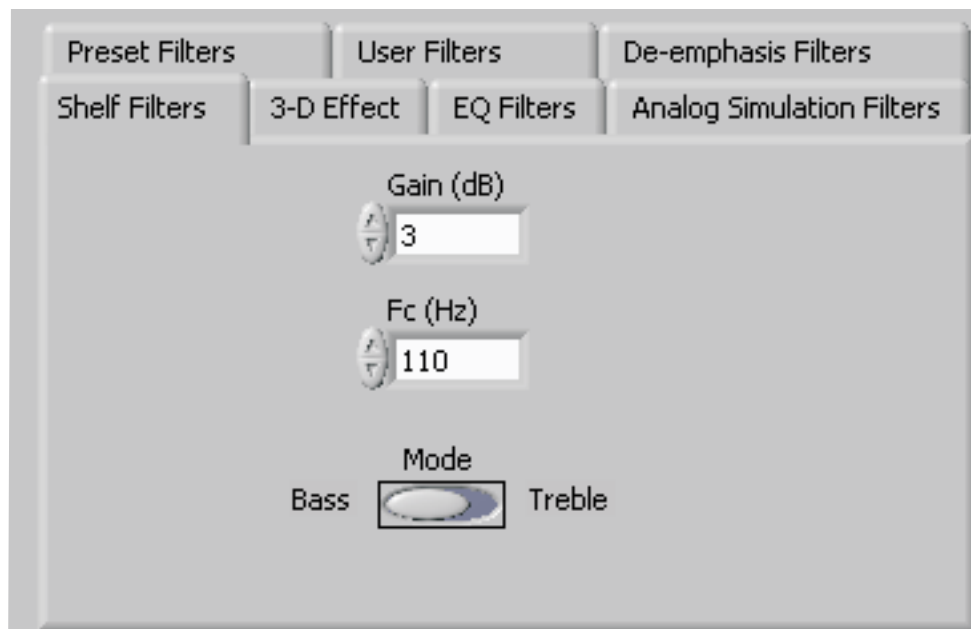 Preset Filters User Filters De-emphasis Filters
Shelf Filters 3-D Effect EQ Filters Analog Simulation Filters
Gain (dB)
3
Fc (Hz)
110
Mode
Bass Treble